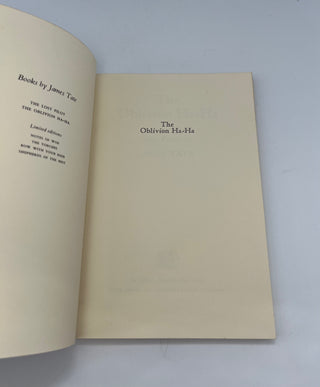 Books by James Tate
THE LOST PILOT
THE OBLIVION HA-HA
Limited editions
NOTES OF WOE
THE TORCHES
ROW WITH YOUR HAIR
SHEPHERDS OF THE MIST
The
Oblivion Ha-Ha